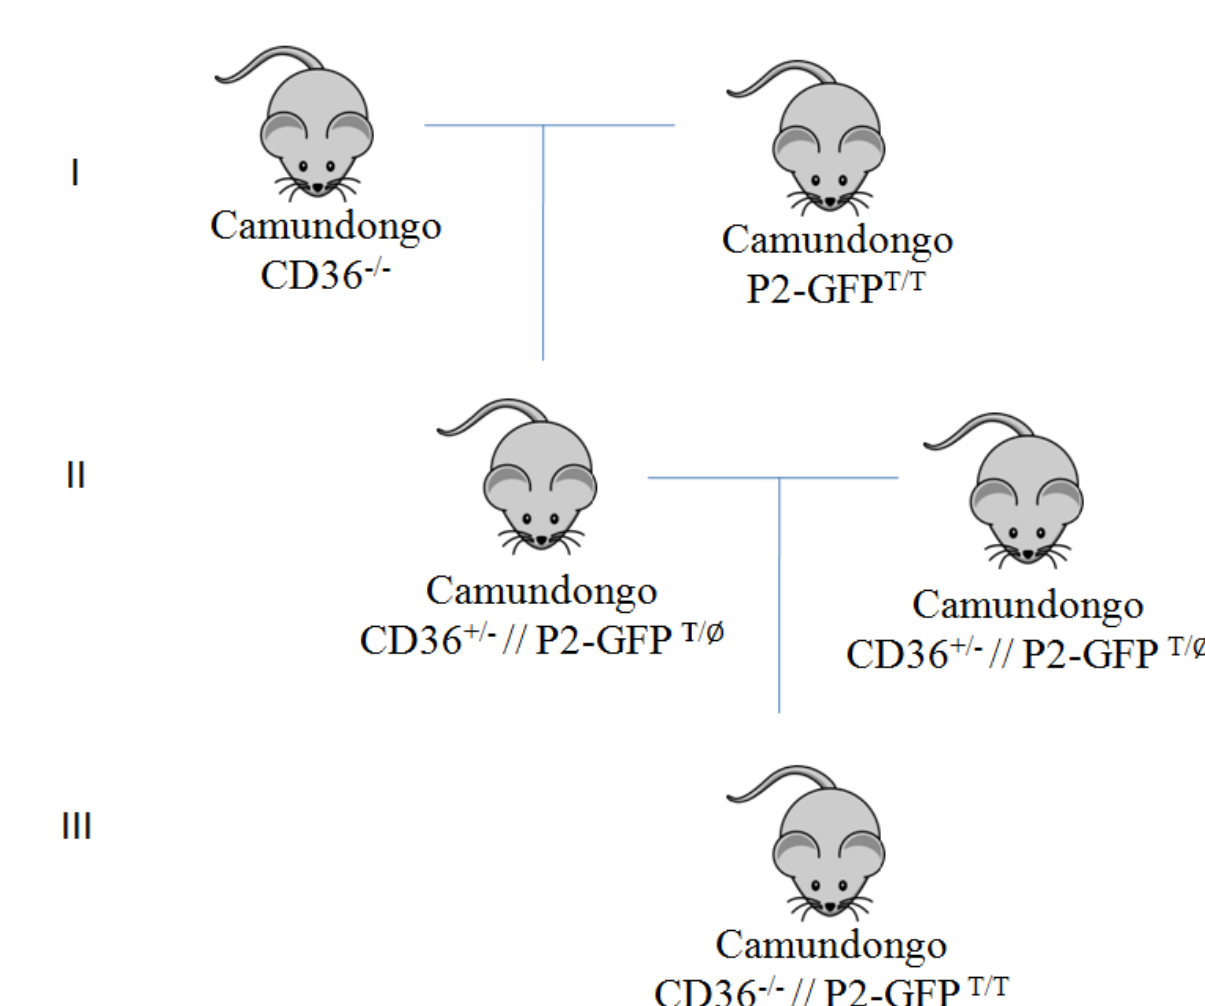 I
Camundongo
CD36-/-
Camundongo
P2-GFPT/T
II
Camundongo
CD36+/- // P2-GFP T/Ø
Camundongo
CD36+/- // P2-GFP T/Ø
III
Camundongo
CD36-/- // P2-GFP T/T